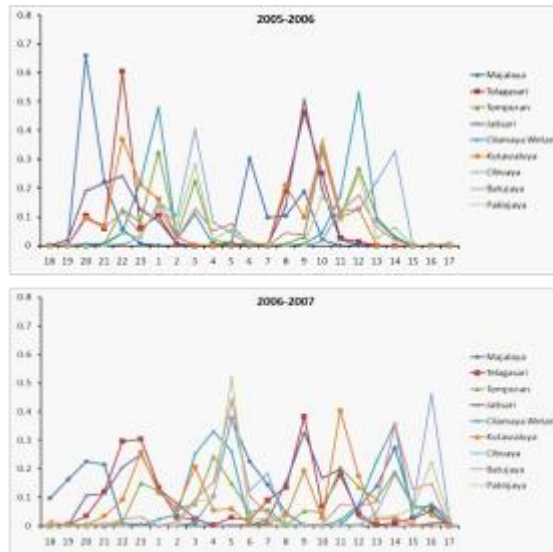 2005-2006
0.8
0.7
0.6
0.5
0.4
0.3
0.2
0.1
0
18 19 20 21 22 23 1 2 3 4 5 6 7 8 9 10 11 12 13 14 15 16 17
Majalaya
Telagasari
Tempuran
Jatisari
Cilamaya Wetan
Kutawaluya
Cibuaya
Batujaya
Pakisjaya
2006-2007
0.8
0.7
0.6
0.5
0.4
0.3
0.2
0.1
0
18 19 20 21 22 23 1 2 3 4 5 6 7 8 9 10 11 12 13 14 15 16 17
Majalaya
Telagasari
Tempuran
Jatisari
Cilamaya Wetan
Kutawaluya
Cibuaya
Batujaya
Pakisjaya